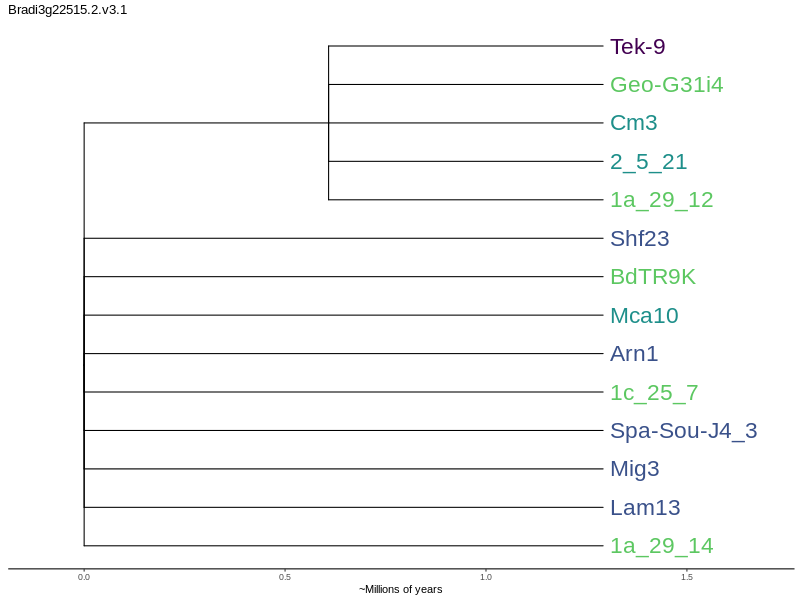 Bradi3g22515.2.v3.1
Tek-9
Geo-G31i4
Cm3
2_5_21
1a_29_12
Shf23
BdTR9K
Mca10
Arn1
1c_25_7
Spa-Sou-J4_3
Mig3
Lam13
1a_29_14
0.0 0.5 1.0 1.5
~Millions of years